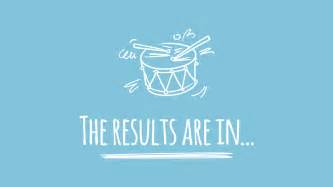 THE RESULTS ARE IN...